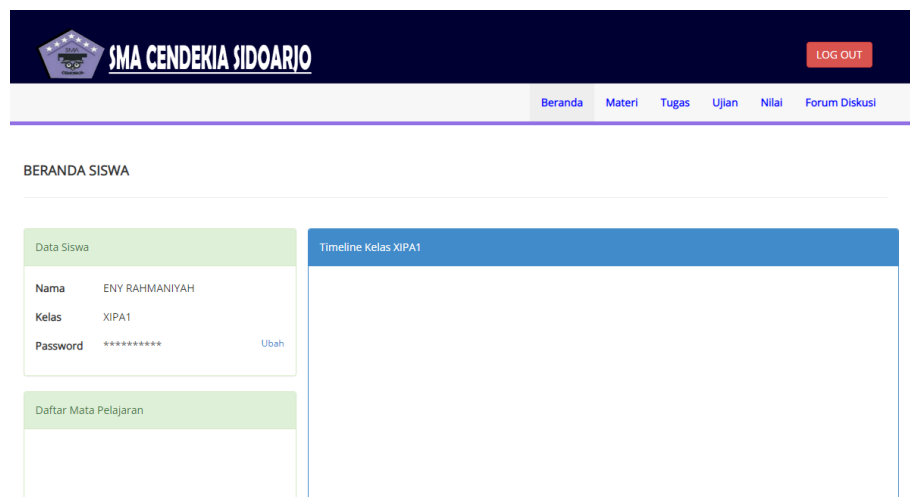 SMA
SMA CENDEKIA SIDOARJO
LOG OUT
Beranda Materi Tugas Ujian Nilai Forum Diskusi
BERANDA SISWA
Data Siswa
Nama ENY RAHMANIYAH
Kelas XIPA1
Password ********** Ubah
Daftar Mata Pelajaran
Timeline Kelas XIPA1